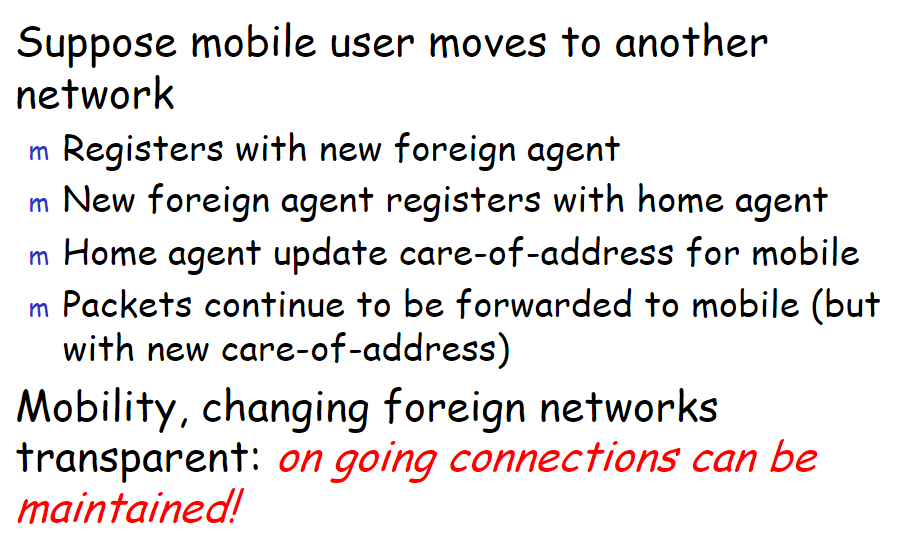 Suppose mobile user moves to another
network
m Registers with new foreign agent
m New foreign agent registers with home agent
m Home agent update care-of-address for mobile
m Packets continue to be forwarded to mobile (but
with new care-of-address)
Mobility, changing foreign networks
transparent: on going connections can be
maintained!